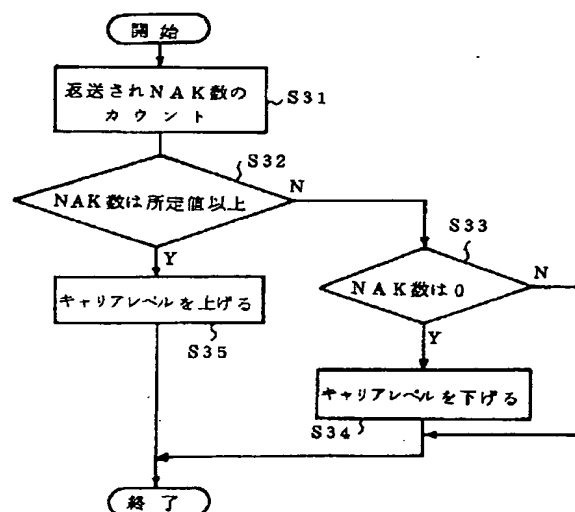 開始
返送されNAK数の
カウント
S31
S32
NAK数は所定値以上
N
Y
S33
NAK数は0
N
Y
キャリアレベルを上げる
S35
キャリアレベルを下げる
S34
終了